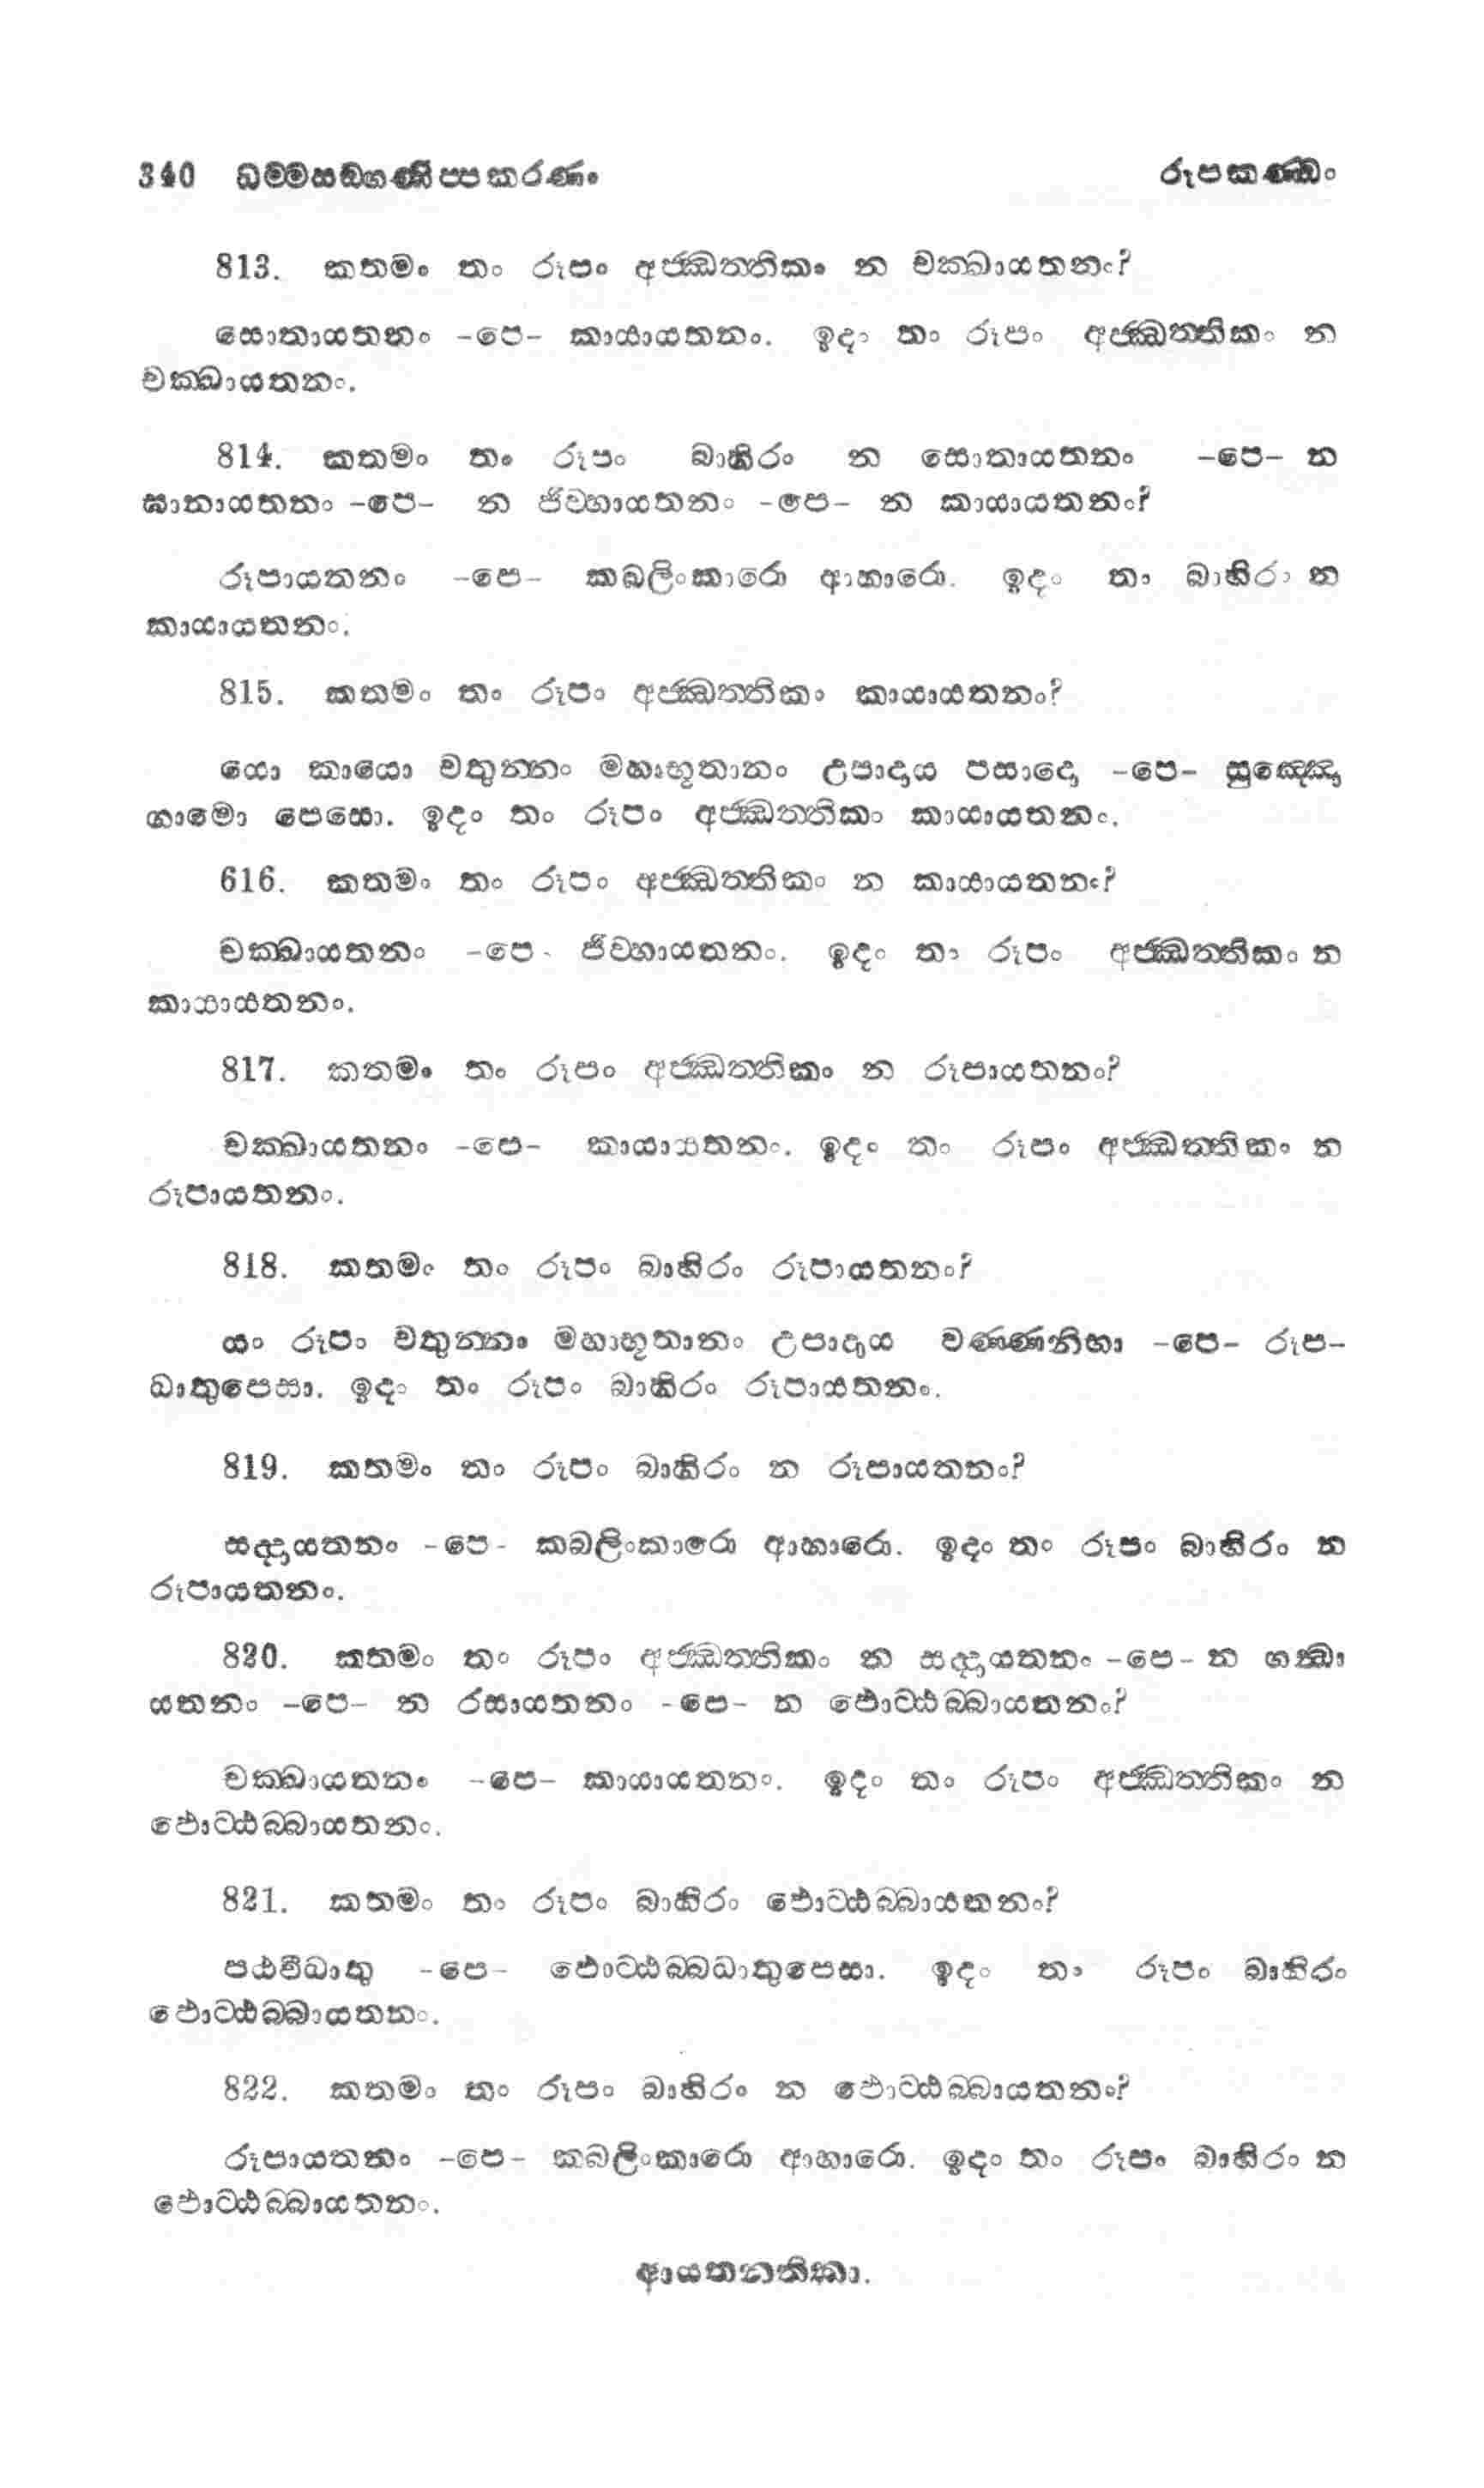 340 ධම්මසඞ්ගණිප්පකරණං රූපකණ්ඩං
813. කතමං තං රූපං අජ්ඣත්තිකං න චක්ඛායතනං?
සොතායතනං -පෙ- කායායතනං. ඉදං තං රූපං අජ්ඣත්තිකං න
චක්ඛායතනං.
814. කතමං තං රූපං බාහිරං න සොතායතනං -පෙ- න
ඝානායතනං -පෙ- න ජිව්හායතනං -පෙ- න කායායතනං?
රූපායතනං -පෙ- කබලිංකාරො ආහාරො. ඉදං තං බාහිරං න
කායායතනං.
815. කතමං තං රූපං අජ්ඣත්තිකං කායායතනං?
යො කායො චතුන්නං මහාභූතානං උපාදාය පසාදො -පෙ- සුඤ්ඤො
ගාමො පෙසො. ඉදං තං රූපං අජ්ඣත්තිකං කායායතනං.
616. කතමං තං රූපං අජ්ඣත්තිකං න කායායතනං?
චක්ඛායතනං -පෙ- ජිව්හායතනං. ඉදං තං රූපං අජ්ඣත්තිකං න
කායායතනං.
817. කතමං තං රූපං අජ්ඣත්තිකං න රූපායතනං?
චක්ඛායතනං -පෙ- කායායතනං. ඉදං තං රූපං අජ්ඣත්තිකං න
රූපායතනං.
818. කතමං තං රූපං බාහිරං රූපායතනං?
යං රූපං චතුන්නං මහාභූතානං උපාදාය වණ්ණනිභා -පෙ- රූප-
ධාතුපෙසා. ඉදං තං රූපං බාහිරං රූපායතනං.
819. කතමං තං රූපං බාහිරං න රූපායතනං?
සද්දායතනං -පෙ- කබලිංකාරො ආහාරො. ඉදං තං රූපං බාහිරං න
රූපායතනං.
820. කතමං තං රූපං අජ්ඣත්තිකං න සද්දායතනං -පෙ- න ගන්ධා
යතනං -පෙ- න රසායතනං -පෙ- න ඵොට්ඨබ්බායතනං?
චක්ඛායතනං -පෙ- කායායතනං. ඉදං තං රූපං අජ්ඣත්තිකං න
ඵොට්ඨබ්බායතනං.
821. කතමං තං රූපං බාහිරං ඵොට්ඨබ්බායතනං?
පඨවීධාතු -පෙ- ඵොට්ඨබ්බධාතුපෙසා. ඉදං තං රූපං බාහිරං
ඵොට්ඨබ්බායතනං.
822. කතමං තං රූපං බාහිරං න ඵොට්ඨබ්බායතනං?
රූපායතනං -පෙ- කබලිංකාරො ආහාරො. ඉදං තං රූපං බාහිරං න
ඵොට්ඨබ්බායතනං.
ආයතනතිකා.